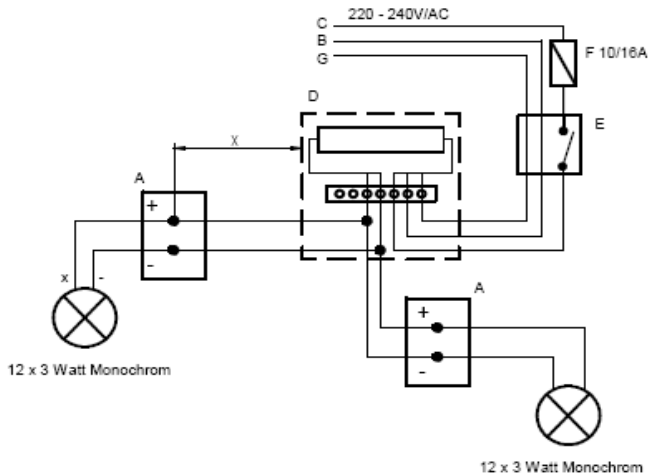 220 - 240V/AC
C
B
G
F 10/16A
D
E
X
A
+
-
x -
12 x 3 Watt Monochrom
A
+
-
12 x 3 Watt Monochrom